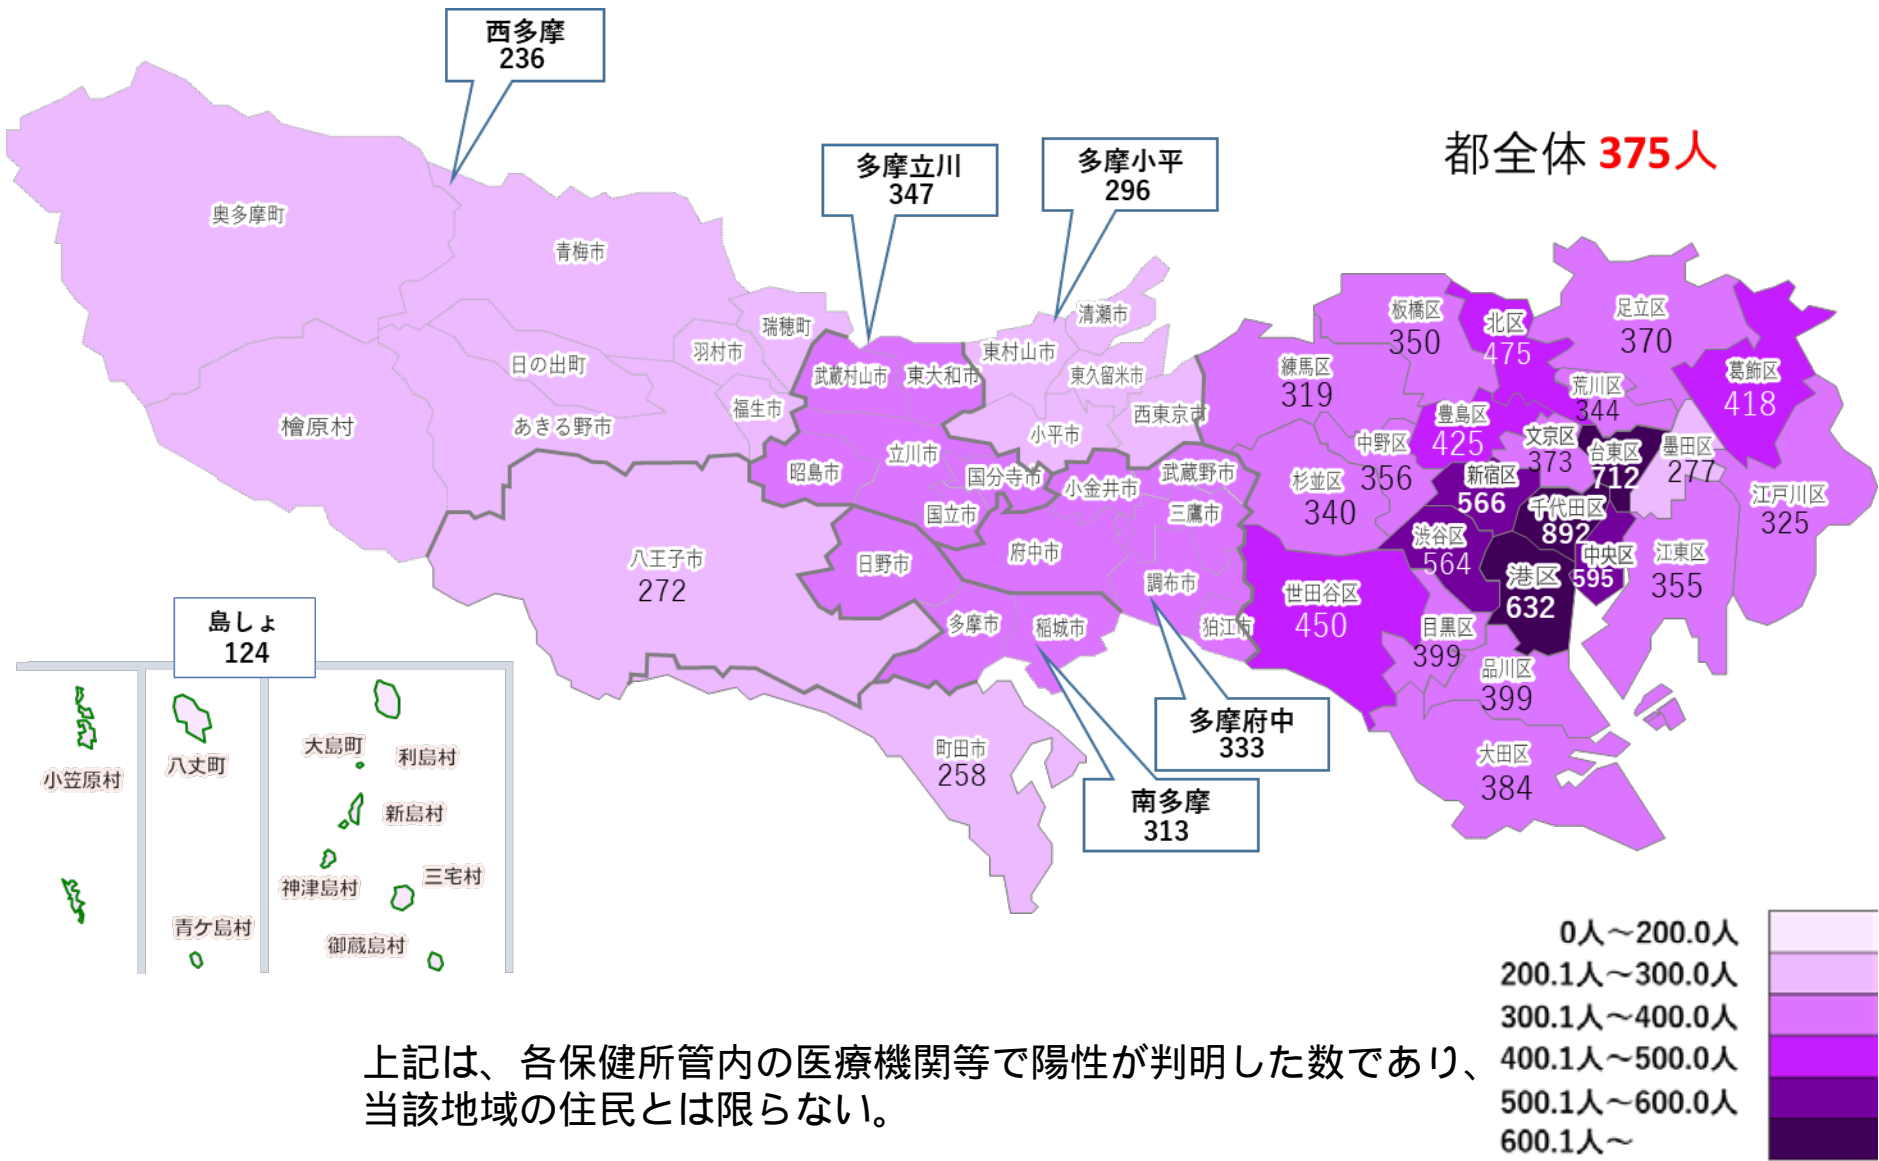 西多摩
236
多摩立川
347
多摩小平
296
都全体 375人
奥多摩町
青梅市
瑞穂町
羽村市
日の出町
福生市
檜原村
あきる野市
武蔵村山市
東大和市
東村山市
清瀬市
東久留米市
西東京市
小平市
昭島市
立川市
国分寺市
国立市
小金井市
武蔵野市
三鷹市
府中市
調布市
狛江市
八王子市
272
日野市
多摩市
稲城市
町田市
258
多摩府中
333
南多摩
313
板橋区
350
北区
475
足立区
370
葛飾区
418
練馬区
319
豊島区
425
荒川区
344
中野区
356
文京区
373
台東区
712
墨田区
277
杉並区
340
新宿区
566
千代田区
892
江戸川区
325
渋谷区
564
中央区
595
江東区
355
世田谷区
450
港区
632
目黒区
399
品川区
399
大田区
384
島しょ
124
小笠原村
八丈町
青ケ島村
大島町
利島村
新島村
神津島村
三宅村
御蔵島村
0人～200.0人
200.1人～300.0人
300.1人～400.0人
400.1人～500.0人
500.1人～600.0人
600.1人～
上記は、各保健所管内の医療機関等で陽性が判明した数であり、
当該地域の住民とは限らない。